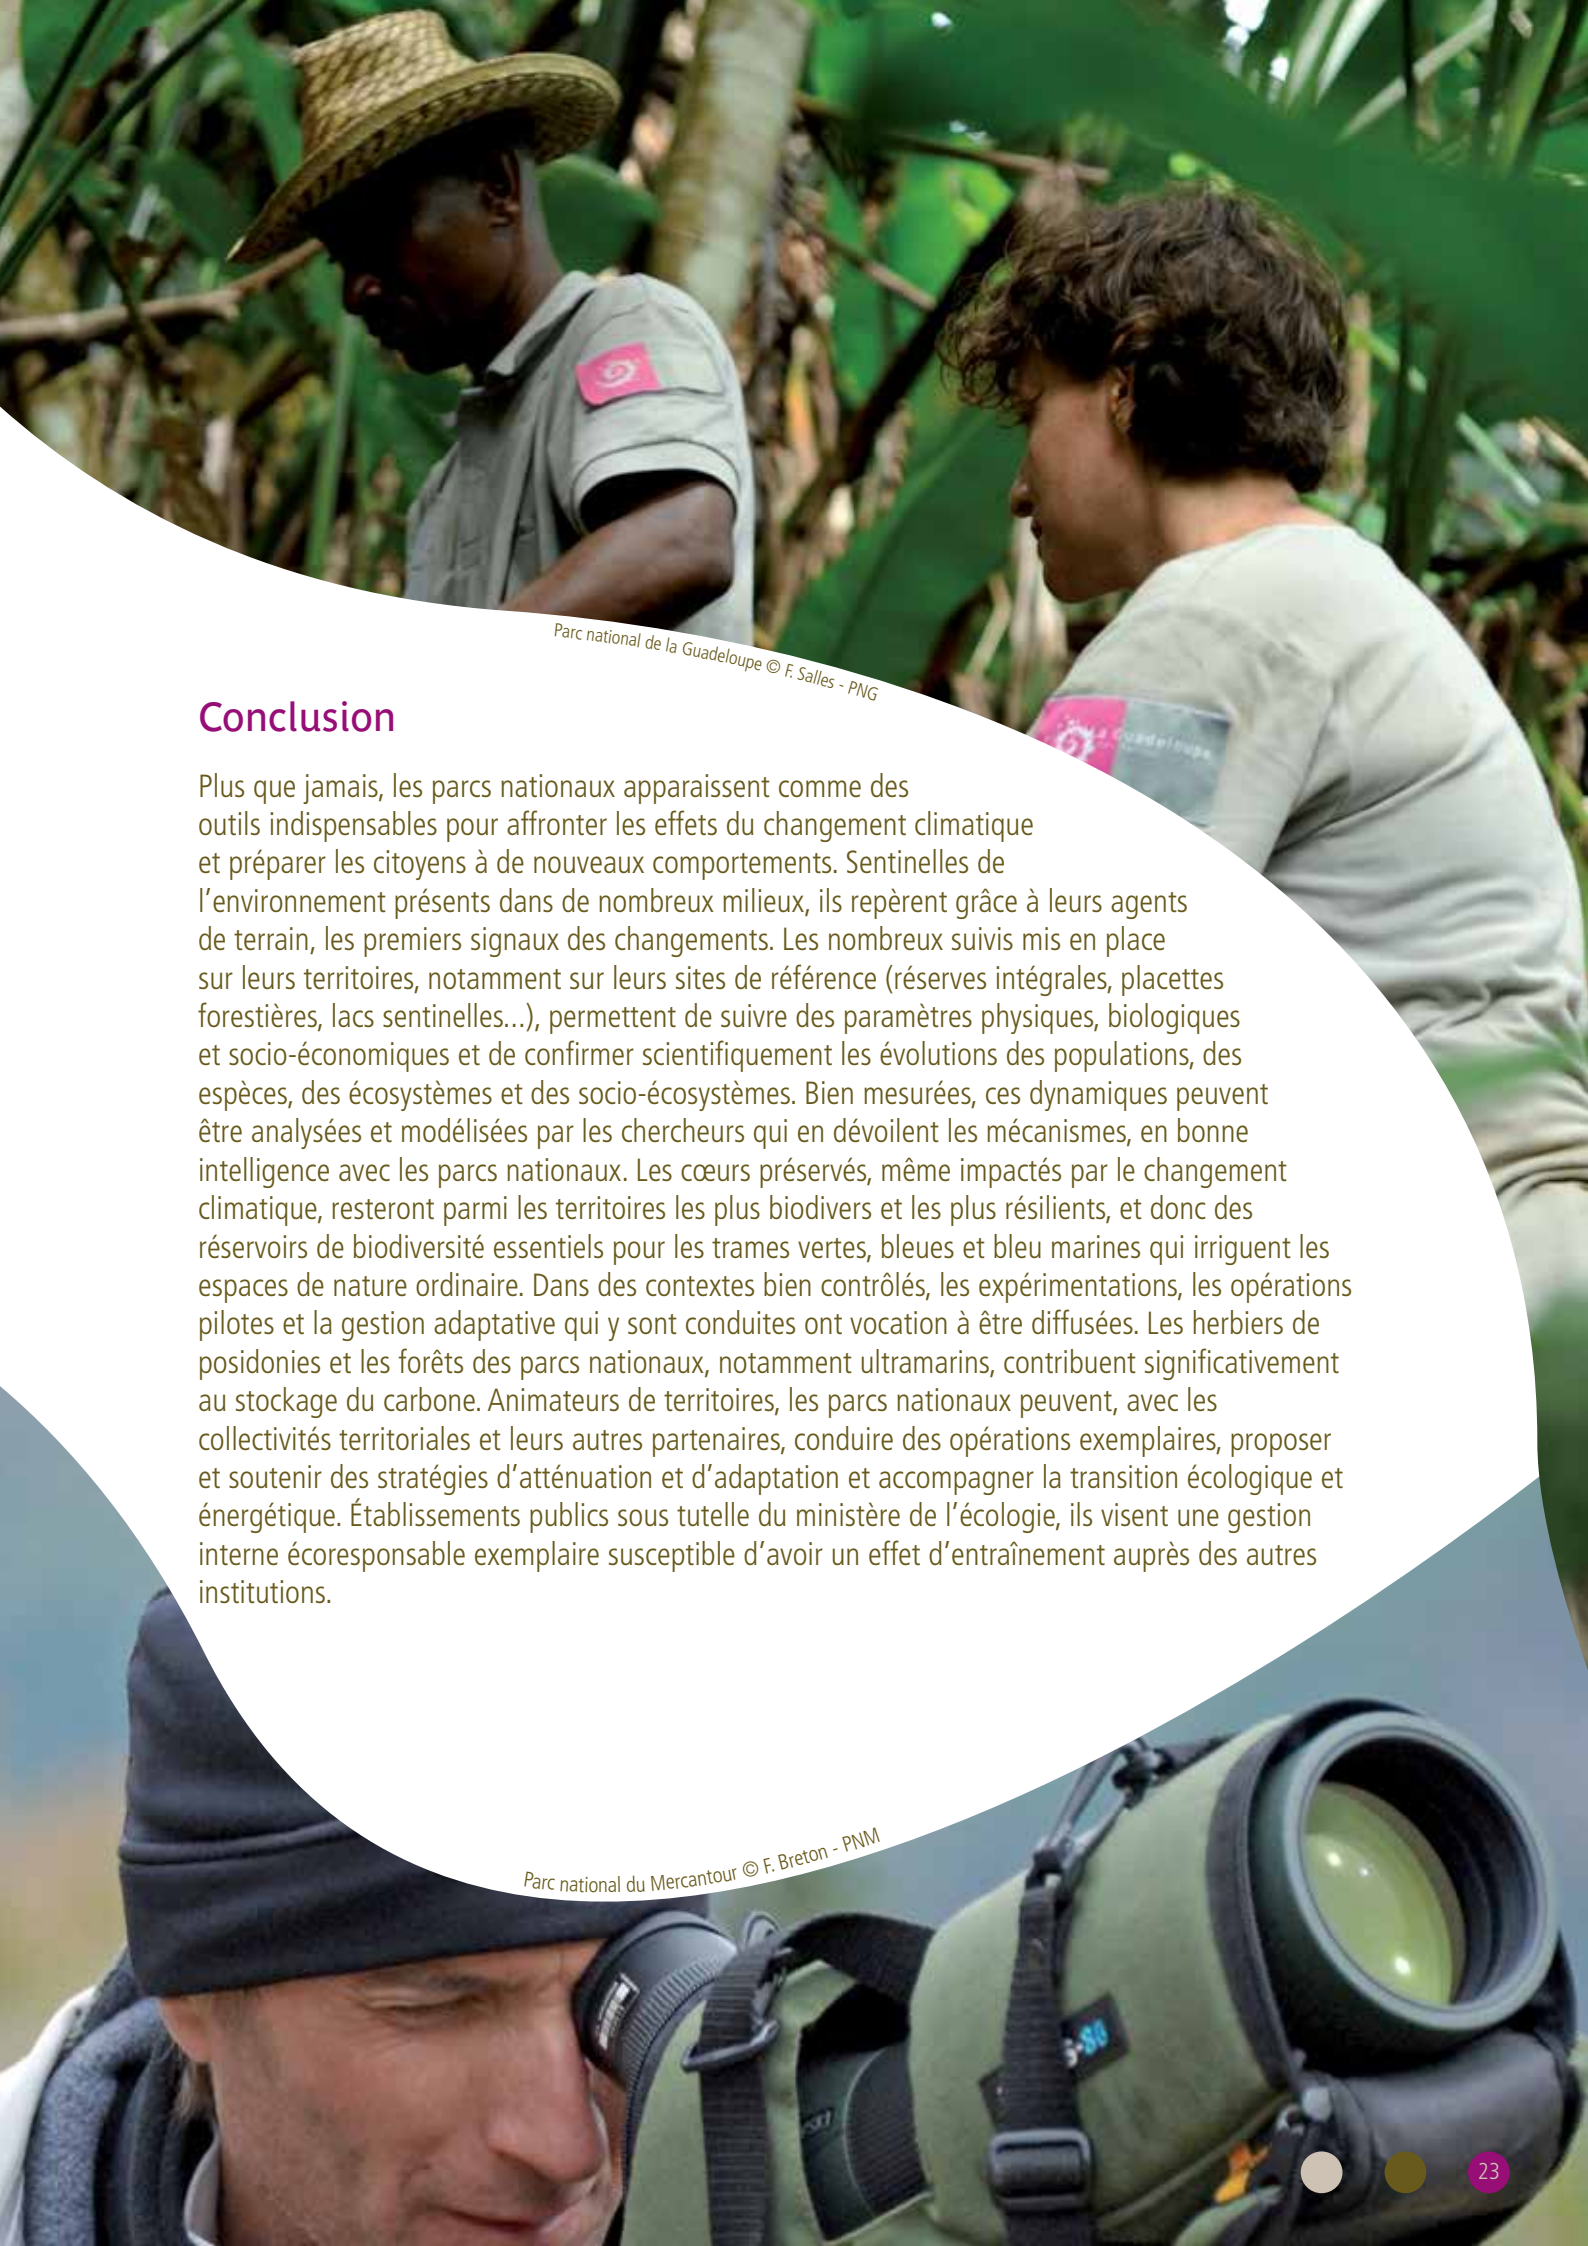 Parc national de la Guadeloupe © F. Salles - PNG
la Guadeloupe
Conclusion
Plus que jamais, les parcs nationaux apparaissent comme des
outils indispensables pour affronter les effets du changement climatique
et préparer les citoyens à de nouveaux comportements. Sentinelles de
l’environnement présents dans de nombreux milieux, ils repèrent grâce à leurs agents
de terrain, les premiers signaux des changements. Les nombreux suivis mis en place
sur leurs territoires, notamment sur leurs sites de référence (réserves intégrales, placettes
forestières, lacs sentinelles...), permettent de suivre des paramètres physiques, biologiques
et socio-économiques et de confirmer scientifiquement les évolutions des populations, des
espèces, des écosystèmes et des socio-écosystèmes. Bien mesurées, ces dynamiques peuvent
être analysées et modélisées par les chercheurs qui en dévoilent les mécanismes, en bonne
intelligence avec les parcs nationaux. Les cœurs préservés, même impactés par le changement
climatique, resteront parmi les territoires les plus biodivers et les plus résilients, et donc des
réservoirs de biodiversité essentiels pour les trames vertes, bleues et bleu marines qui irriguent les
espaces de nature ordinaire. Dans des contextes bien contrôlés, les expérimentations, les opérations
pilotes et la gestion adaptative qui y sont conduites ont vocation à être diffusées. Les herbiers de
posidonies et les forêts des parcs nationaux, notamment ultramarins, contribuent significativement
au stockage du carbone. Animateurs de territoires, les parcs nationaux peuvent, avec les
collectivités territoriales et leurs autres partenaires, conduire des opérations exemplaires, proposer
et soutenir des stratégies d’atténuation et d’adaptation et accompagner la transition écologique et
énergétique. Établissements publics sous tutelle du ministère de l’écologie, ils visent une gestion
interne écoresponsable exemplaire susceptible d’avoir un effet d’entraînement auprès des autres
institutions.
Parc national du Mercantour © F. Breton - PNM
23